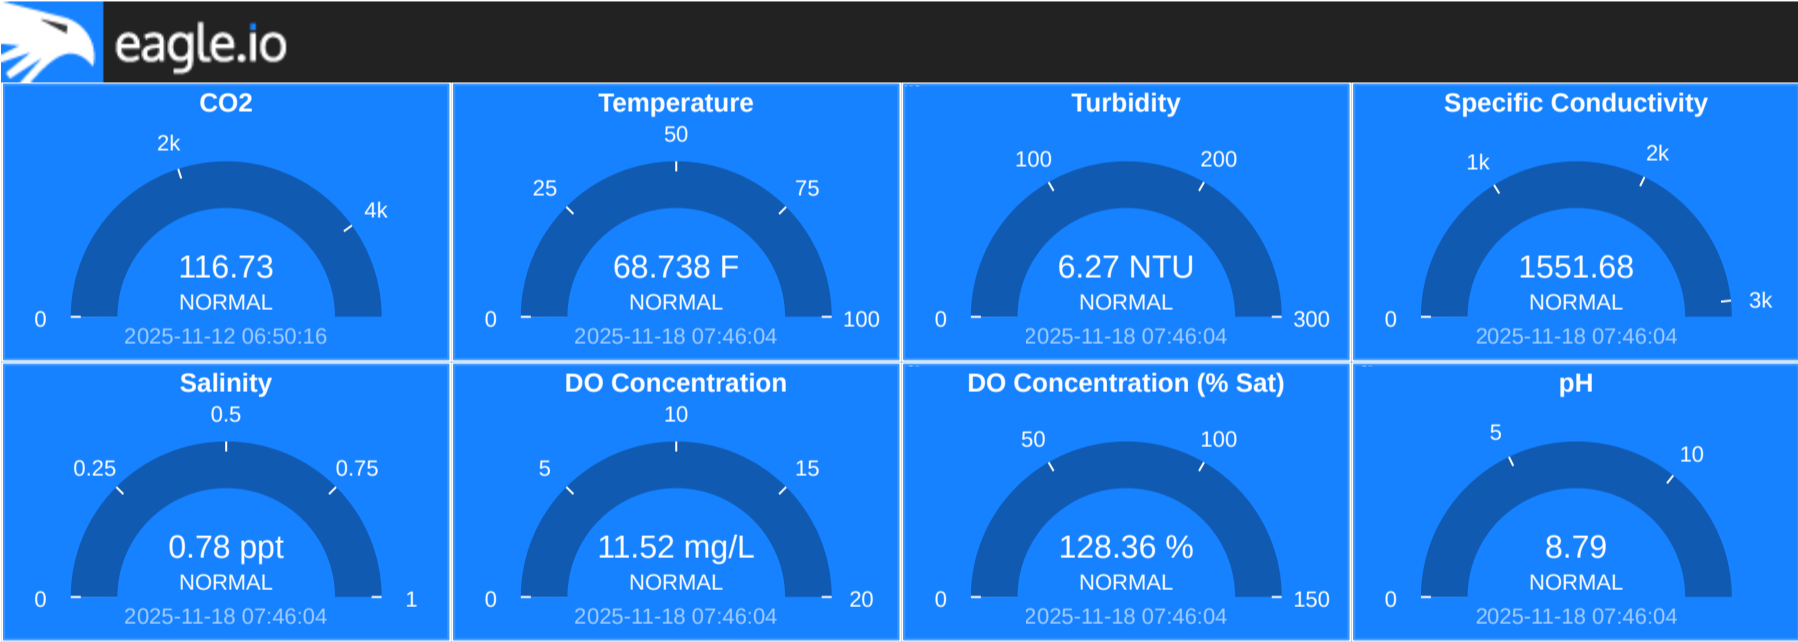 eagle.io
CO2
2k
4k
0
116.73
NORMAL
2025-11-12 06:50:16
Temperature
50
25
75
0
100
68.738 F
NORMAL
2025-11-18 07:46:04
Turbidity
100
200
0
300
6.27 NTU
NORMAL
2025-11-18 07:46:04
Specific Conductivity
1k
2k
0
3k
1551.68
NORMAL
2025-11-18 07:46:04
Salinity
0.5
0.25
0.75
0
1
0.78 ppt
NORMAL
2025-11-18 07:46:04
DO Concentration
10
5
15
0
20
11.52 mg/L
NORMAL
2025-11-18 07:46:04
DO Concentration (% Sat)
50
100
0
150
128.36 %
NORMAL
2025-11-18 07:46:04
pH
5
10
0
8.79
NORMAL
2025-11-18 07:46:04